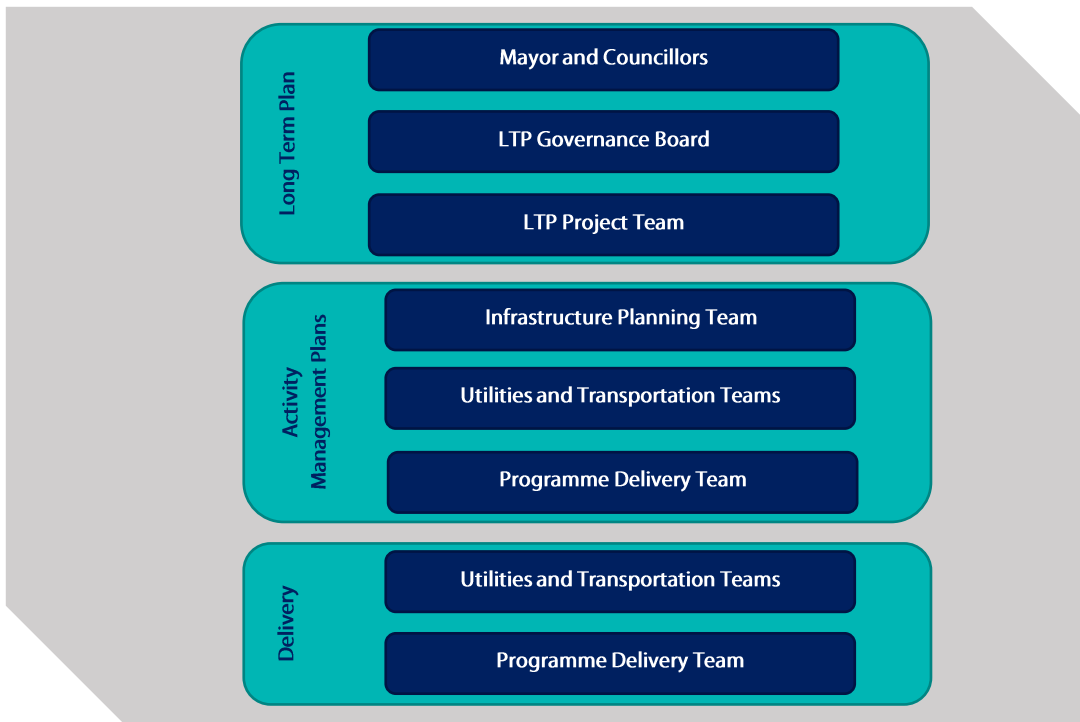 Long Term Plan
Mayor and Councillors
LTP Governance Board
LTP Project Team
Activity
Management Plans
Infrastructure Planning Team
Utilities and Transportation Teams
Programme Delivery Team
Delivery
Utilities and Transportation Teams
Programme Delivery Team